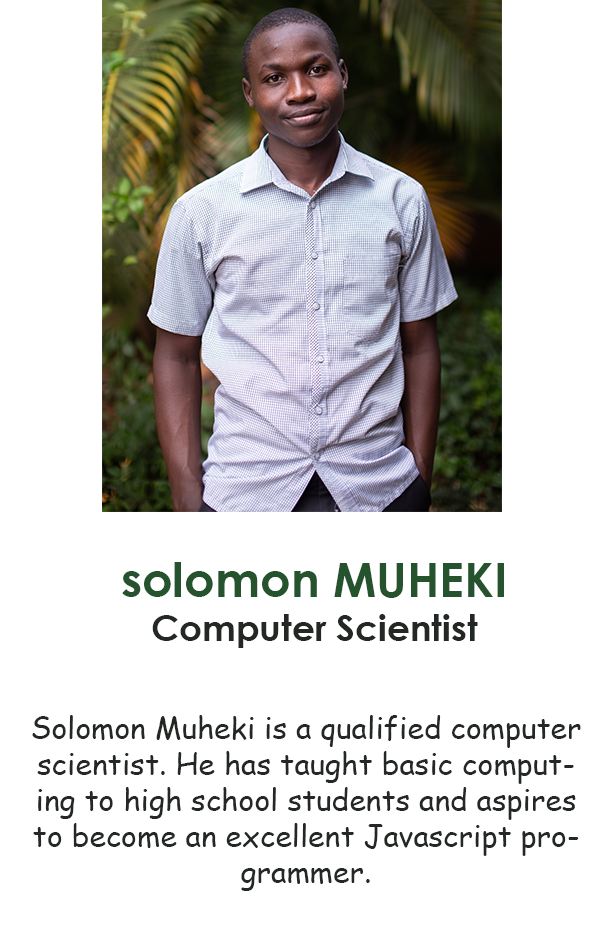 solomon MUHEKI
Computer Scientist
Solomon Muheki is a qualified computer
scientist. He has taught basic comput-
ing to high school students and aspires
to become an excellent Javascript pro-
grammer.